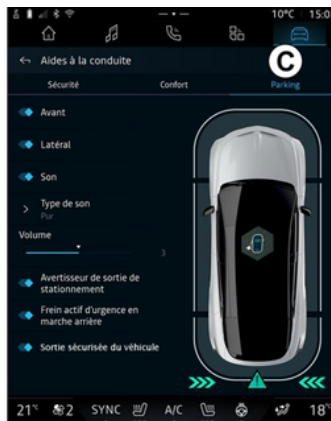 10°C 15:0
Aides à la conduite
C
Sécurité Confort Parking
Avant
Latéral
Son
Type de son
Pur
Volume
3
Avertisseur de sortie de
stationnement
Frein actif d'urgence en
marche arrière
Sortie sécurisée du véhicule
21°c 2 SYNC A/C 18°